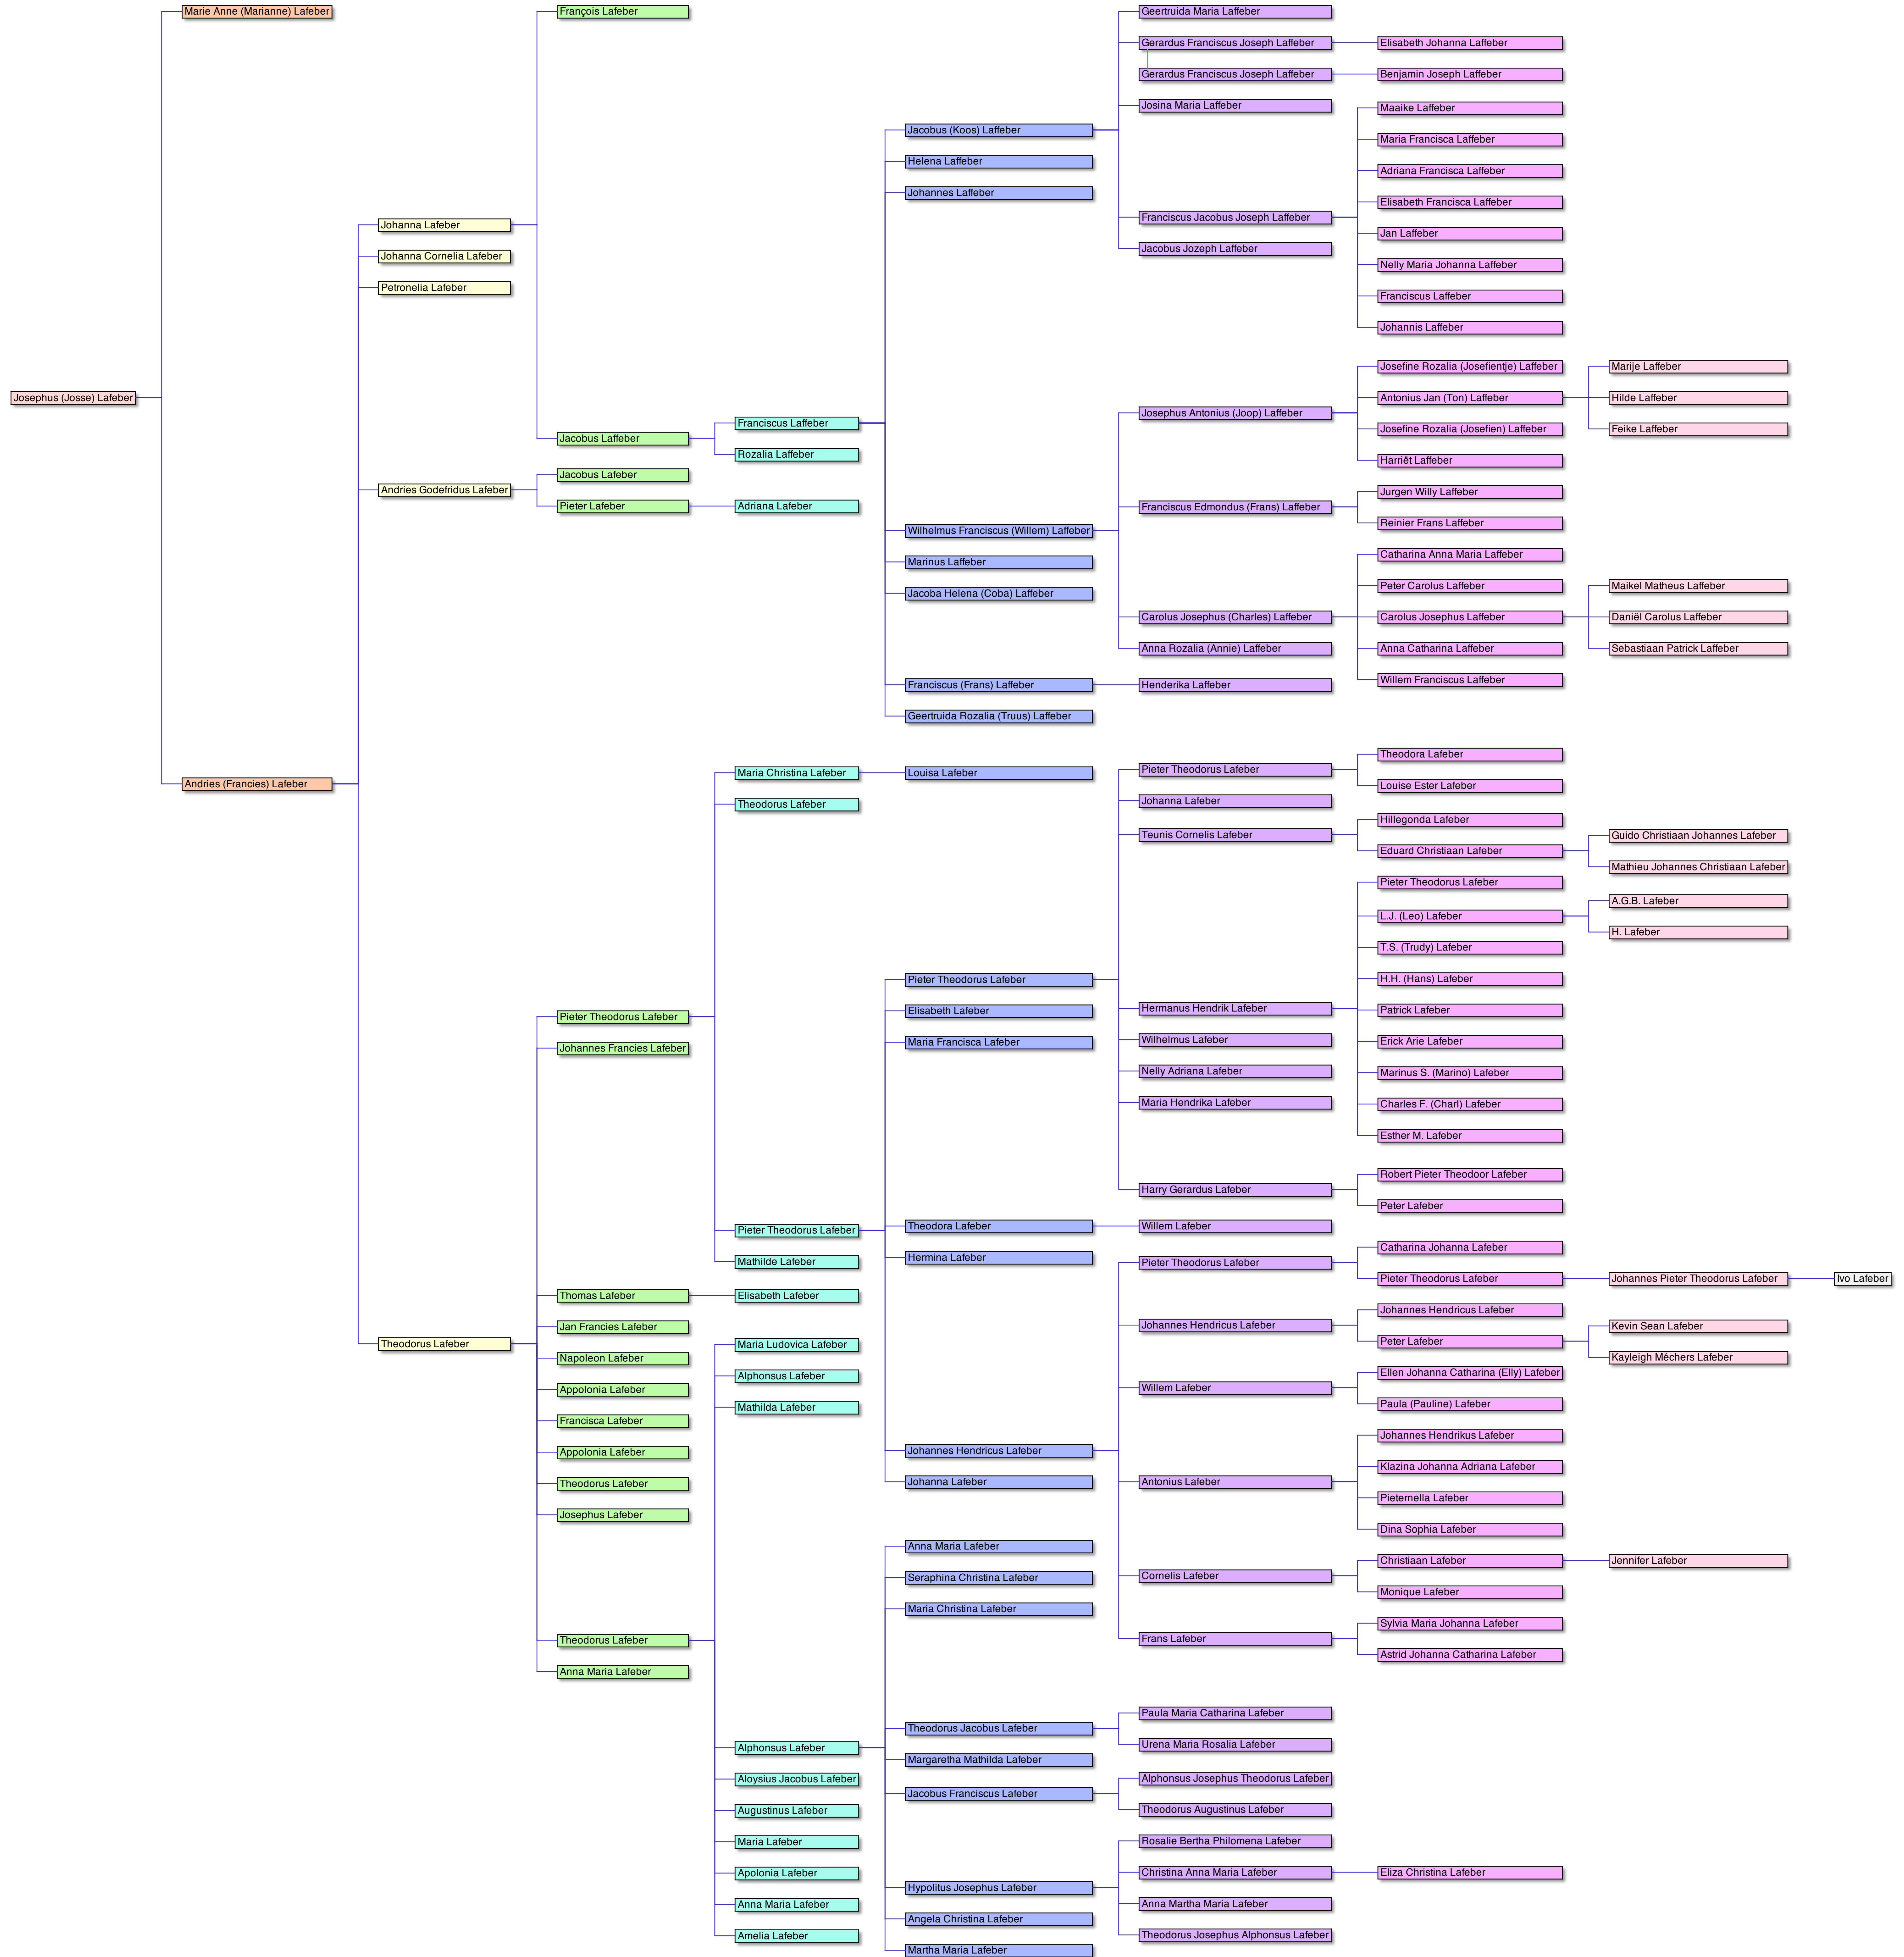 Josephus (Josse) Lafeber
Marie Anne (Marianne) Lafeber
Andries (Francies) Lafeber
Johanna Lafeber
Johanna Cornelia Lafeber
Petronelia Lafeber
Andries Godefridus Lafeber
Theodorus Lafeber
François Lafeber
Jacobus Laffeber
Jacobus Lafeber
Pieter Lafeber
Pieter Theodorus Lafeber
Johannes Francies Lafeber
Thomas Lafeber
Jan Francies Lafeber
Napoleon Lafeber
Appolonia Lafeber
Francisca Lafeber
Appolonia Lafeber
Theodorus Lafeber
Josephus Lafeber
Theodorus Lafeber
Anna Maria Lafeber
Franciscus Laffeber
Rozalia Laffeber
Adriana Lafeber
Maria Christina Lafeber
Theodorus Lafeber
Pieter Theodorus Lafeber
Mathilde Lafeber
Elisabeth Lafeber
Maria Ludovica Lafeber
Alphonsus Lafeber
Mathilda Lafeber
Alphonsus Lafeber
Aloysius Jacobus Lafeber
Augustinus Lafeber
Maria Lafeber
Apolonia Lafeber
Anna Maria Lafeber
Amelia Lafeber
Jacobus (Koos) Laffeber
Helena Laffeber
Johannes Laffeber
Wilhelmus Franciscus (Willem) Laffeber
Marinus Laffeber
Jacoba Helena (Coba) Laffeber
Franciscus (Frans) Laffeber
Geertruida Rozalia (Truus) Laffeber
Louisa Lafeber
Pieter Theodorus Lafeber
Elisabeth Lafeber
Maria Francisca Lafeber
Theodora Lafeber
Hermina Lafeber
Johannes Hendricus Lafeber
Johanna Lafeber
Anna Maria Lafeber
Seraphina Christina Lafeber
Maria Christina Lafeber
Theodorus Jacobus Lafeber
Margaretha Mathilda Lafeber
Jacobus Franciscus Lafeber
Hypolitus Josephus Lafeber
Angela Christina Lafeber
Martha Maria Lafeber
Geertruida Maria Laffeber
Gerardus Franciscus Joseph Laffeber
Gerardus Franciscus Joseph Laffeber
Josina Maria Laffeber
Franciscus Jacobus Joseph Laffeber
Jacobus Jozeph Laffeber
Josephus Antonius (Joop) Laffeber
Franciscus Edmondus (Frans) Laffeber
Carolus Josephus (Charles) Laffeber
Anna Rozalia (Annie) Laffeber
Henderika Laffeber
Pieter Theodorus Lafeber
Johanna Lafeber
Teunis Cornelis Lafeber
Hermanus Hendrik Lafeber
Wilhelmus Lafeber
Nelly Adriana Lafeber
Maria Hendrika Lafeber
Harry Gerardus Lafeber
Willem Lafeber
Pieter Theodorus Lafeber
Johannes Hendricus Lafeber
Willem Lafeber
Antonius Lafeber
Cornelis Lafeber
Frans Lafeber
Paula Maria Catharina Lafeber
Urena Maria Rosalia Lafeber
Alphonsus Josephus Theodorus Lafeber
Theodorus Augustinus Lafeber
Rosalie Bertha Philomena Lafeber
Christina Anna Maria Lafeber
Anna Martha Maria Lafeber
Theodorus Josephus Alphonsus Lafeber
Elisabeth Johanna Laffeber
Benjamin Joseph Laffeber
Maaike Laffeber
Maria Francisca Laffeber
Adriana Francisca Laffeber
Elisabeth Francisca Laffeber
Jan Laffeber
Nelly Maria Johanna Laffeber
Franciscus Laffeber
Johannis Laffeber
Josefine Rozalia (Josefientje) Laffeber
Antonius Jan (Ton) Laffeber
Josefine Rozalia (Josefien) Laffeber
Harriët Laffeber
Jurgen Willy Laffeber
Reinier Frans Laffeber
Catharina Anna Maria Laffeber
Peter Carolus Laffeber
Carolus Josephus Laffeber
Anna Catharina Laffeber
Willem Franciscus Laffeber
Theodora Lafeber
Louise Ester Lafeber
Hillegonda Lafeber
Eduard Christiaan Lafeber
Pieter Theodorus Lafeber
L.J. (Leo) Lafeber
T.S. (Trudy) Lafeber
H.H. (Hans) Lafeber
Patrick Lafeber
Erick Arie Lafeber
Marinus S. (Marino) Lafeber
Charles F. (Charl) Lafeber
Esther M. Lafeber
Robert Pieter Theodoor Lafeber
Peter Lafeber
Catharina Johanna Lafeber
Pieter Theodorus Lafeber
Johannes Hendricus Lafeber
Peter Lafeber
Ellen Johanna Catharina (Elly) Lafeber
Paula (Pauline) Lafeber
Johannes Hendrikus Lafeber
Klazina Johanna Adriana Lafeber
Pieternella Lafeber
Dina Sophia Lafeber
Christiaan Lafeber
Monique Lafeber
Sylvia Maria Johanna Lafeber
Astrid Johanna Catharina Lafeber
Eliza Christina Lafeber
Marije Laffeber
Hilde Laffeber
Feike Laffeber
Maikel Matheus Laffeber
Daniël Carolus Laffeber
Sebastiaan Patrick Laffeber
Guido Christiaan Johannes Lafeber
Mathieu Johannes Christiaan Lafeber
A.G.B. Lafeber
H. Lafeber
Johannes Pieter Theodorus Lafeber
Kevin Sean Lafeber
Kayleigh Méchers Lafeber
Jennifer Lafeber
Ivo Lafeber